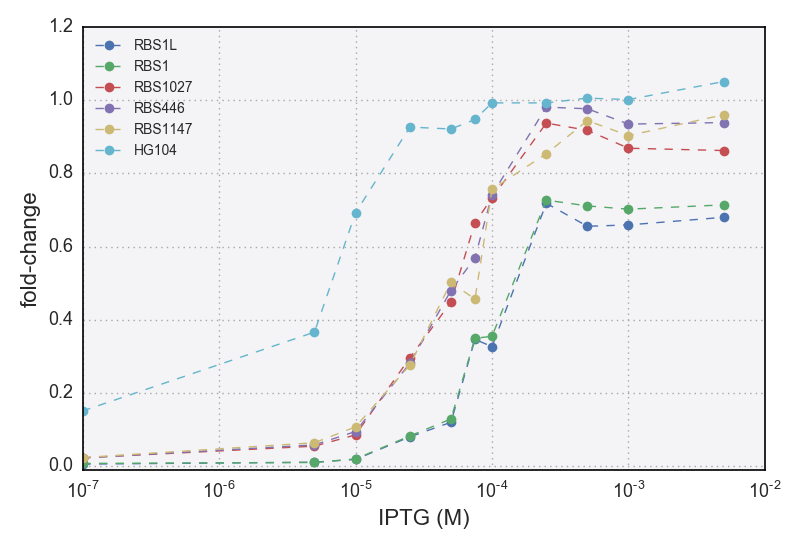 1.2
1.0
0.8
0.6
0.4
0.2
0.0
fold-change
RBS1L
RBS1
RBS1027
RBS446
RBS1147
HG104
10⁻⁷ 10⁻⁶ 10⁻⁵ 10⁻⁴ 10⁻³ 10⁻²
IPTG (M)